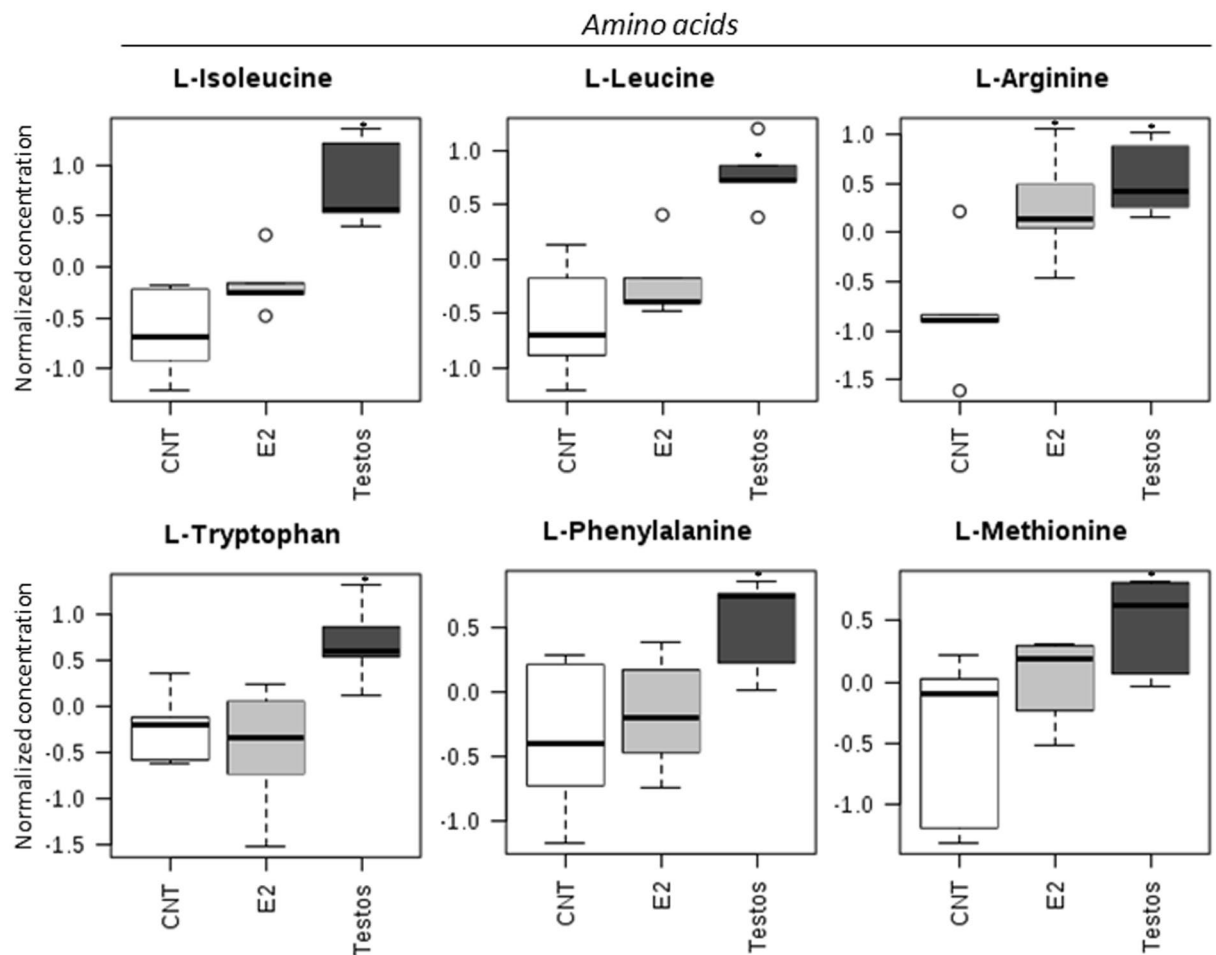 Amino acids
L-Isoleucine
L-Leucine
L-Arginine
Normalized concentration
1.0
0.5
0.0
-0.5
-1.0
CNT
E2
Testos
1.0
0.5
0.0
-0.5
-1.0
CNT
E2
Testos
1.0
0.5
0.0
-0.5
-1.0
-1.5
CNT
E2
Testos
L-Tryptophan
L-Phenylalanine
L-Methionine
Normalized concentration
1.0
0.5
0.0
-0.5
-1.0
-1.5
CNT
E2
Testos
0.5
0.0
-0.5
-1.0
CNT
E2
Testos
0.5
0.0
-0.5
-1.0
CNT
E2
Testos